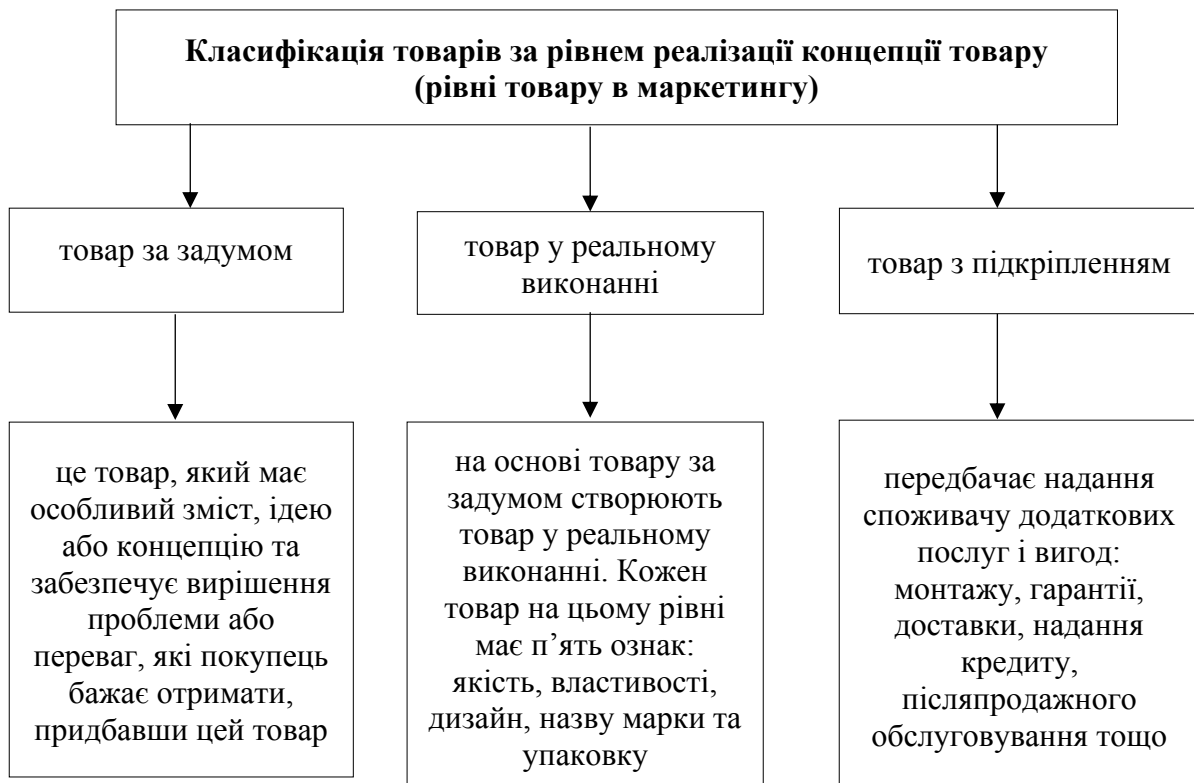 Класифікація товарів за рівнем реалізації концепції товару
(рівні товару в маркетингу)
товар за задумом
товар у реальному
виконанні
товар з підкріпленням
це товар, який має
особливий зміст, ідею
або концепцію та
забезпечує вирішення
проблеми або
переваг, які покупець
бажає отримати,
придбавши цей товар
на основі товару за
задумом створюють
товар у реальному
виконанні. Кожен
товар на цьому рівні
має п’ять ознак:
якість, властивості,
дизайн, назву марки та
упаковку
передбачає надання
споживачу додаткових
послуг і вигод:
монтажу, гарантії,
доставки, надання
кредиту,
післяпродажного
обслуговування тощо